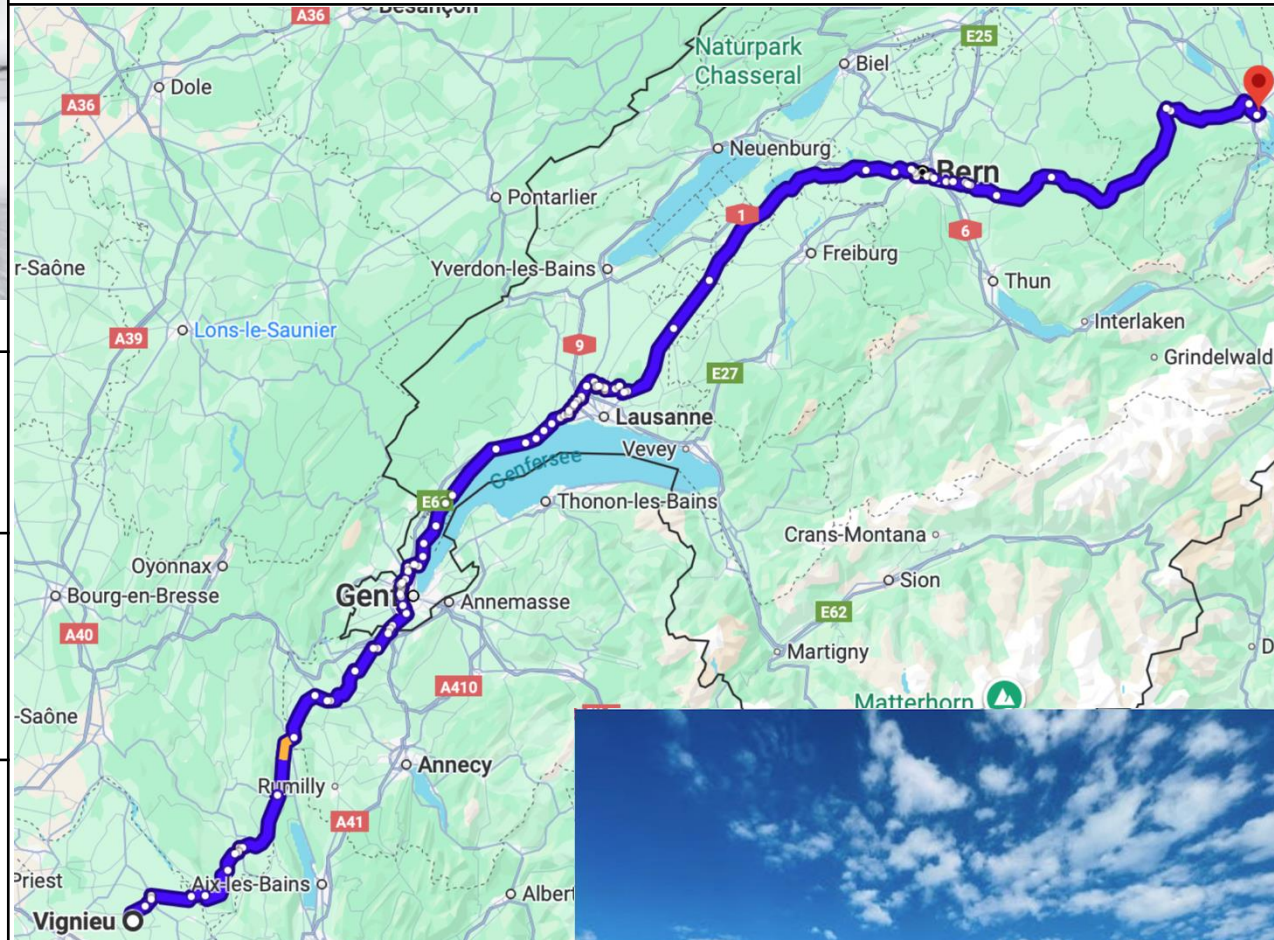 Besançon
A36
E25
Naturpark
Chasseral
Biel
Dole
A36
Neuenburg
Bern
Pontarlier
1
6
r-Saône
Yverdon-les-Bains
Freiburg
Thun
Lons-le-Saunier
A39
Interlaken
9
Grindelwald
E27
Lausanne
Vevey
Genfersee
E62
Thonon-les-Bains
Crans-Montana
Oyonnax
Sion
Bourg-en-Bresse
Genf
Annemasse
E62
A40
Martigny
D
A410
Matterhorn
-Saône
Annecy
Rumilly
A41
Priest
Aix-les-Bains
Albert
Vignieu